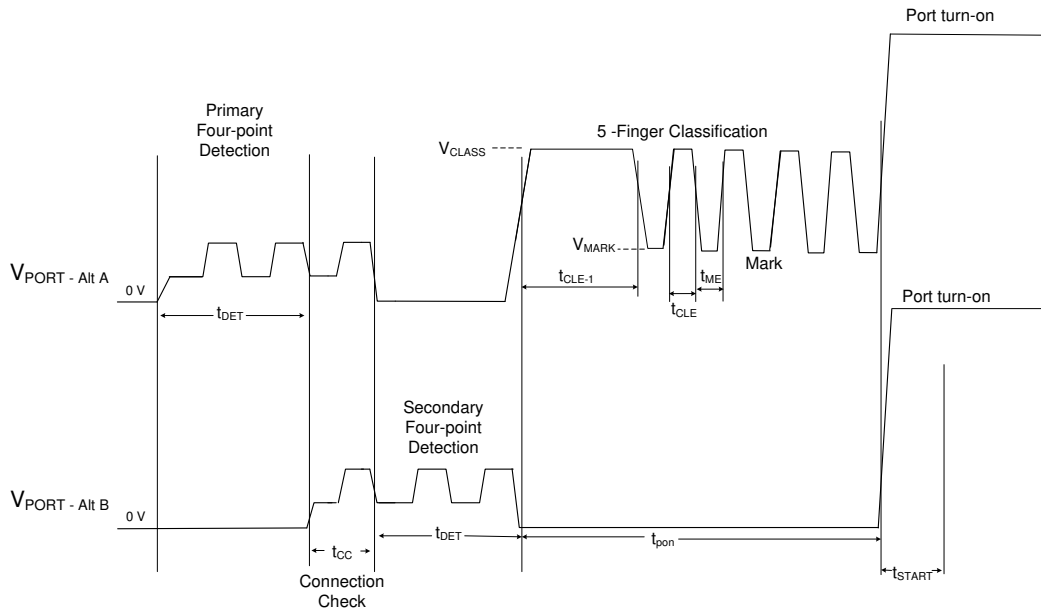 Port turn-on
Primary
Four-point
Detection
5 -Finger Classification
VCLASS
VMARK
Mark
VPORT - Alt A
0 V
tDET
tCLE-1
tCLE
tME
Port turn-on
Secondary
Four-point
Detection
VPORT - Alt B
0 V
tCC
tDET
tpon
tSTART
Connection
Check